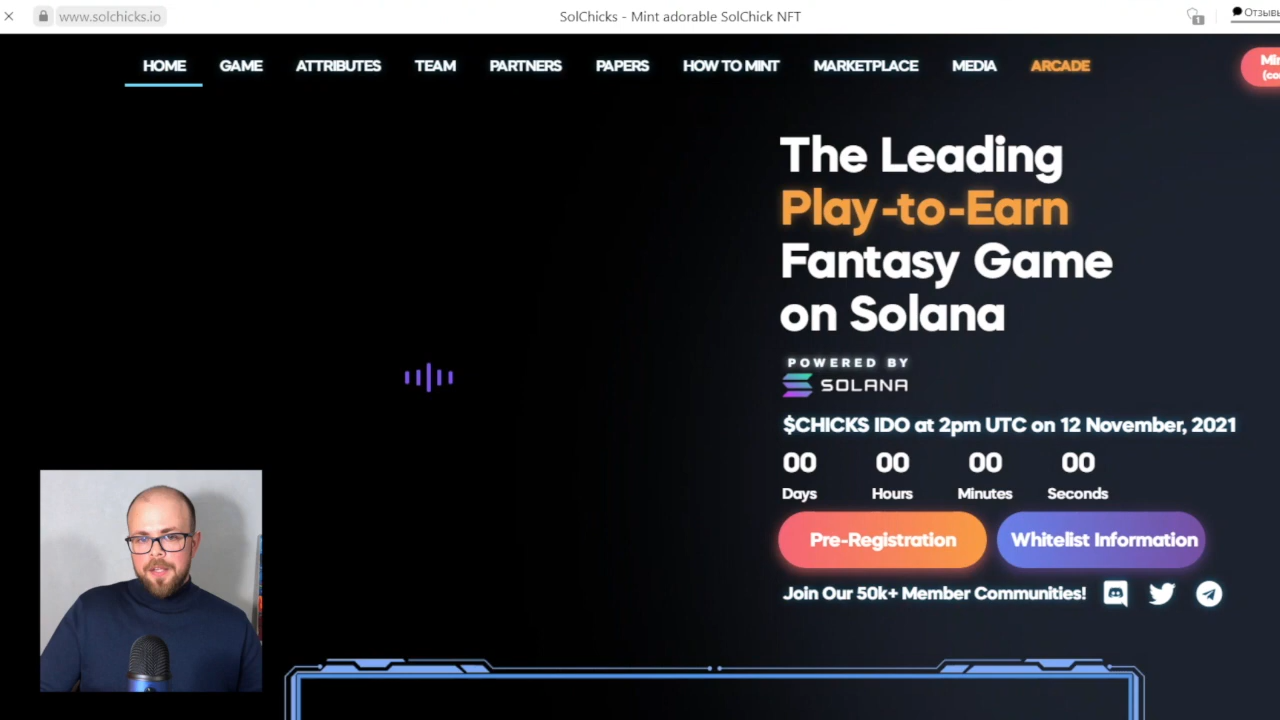 www.solchicks.io
SolChicks - Mint adorable SolChick NFT
1
HOME GAME ATTRIBUTES TEAM PARTNERS PAPERS HOW TO MINT MARKETPLACE MEDIA ARCADE
The Leading
Play-to-Earn
Fantasy Game
on Solana
POWERED BY
SOLANA
$CHICKS IDO at 2pm UTC on 12 November, 2021
00 00 00 00
Days Hours Minutes Seconds
Pre-Registration Whitelist Information
Join Our 50k+ Member Communities!